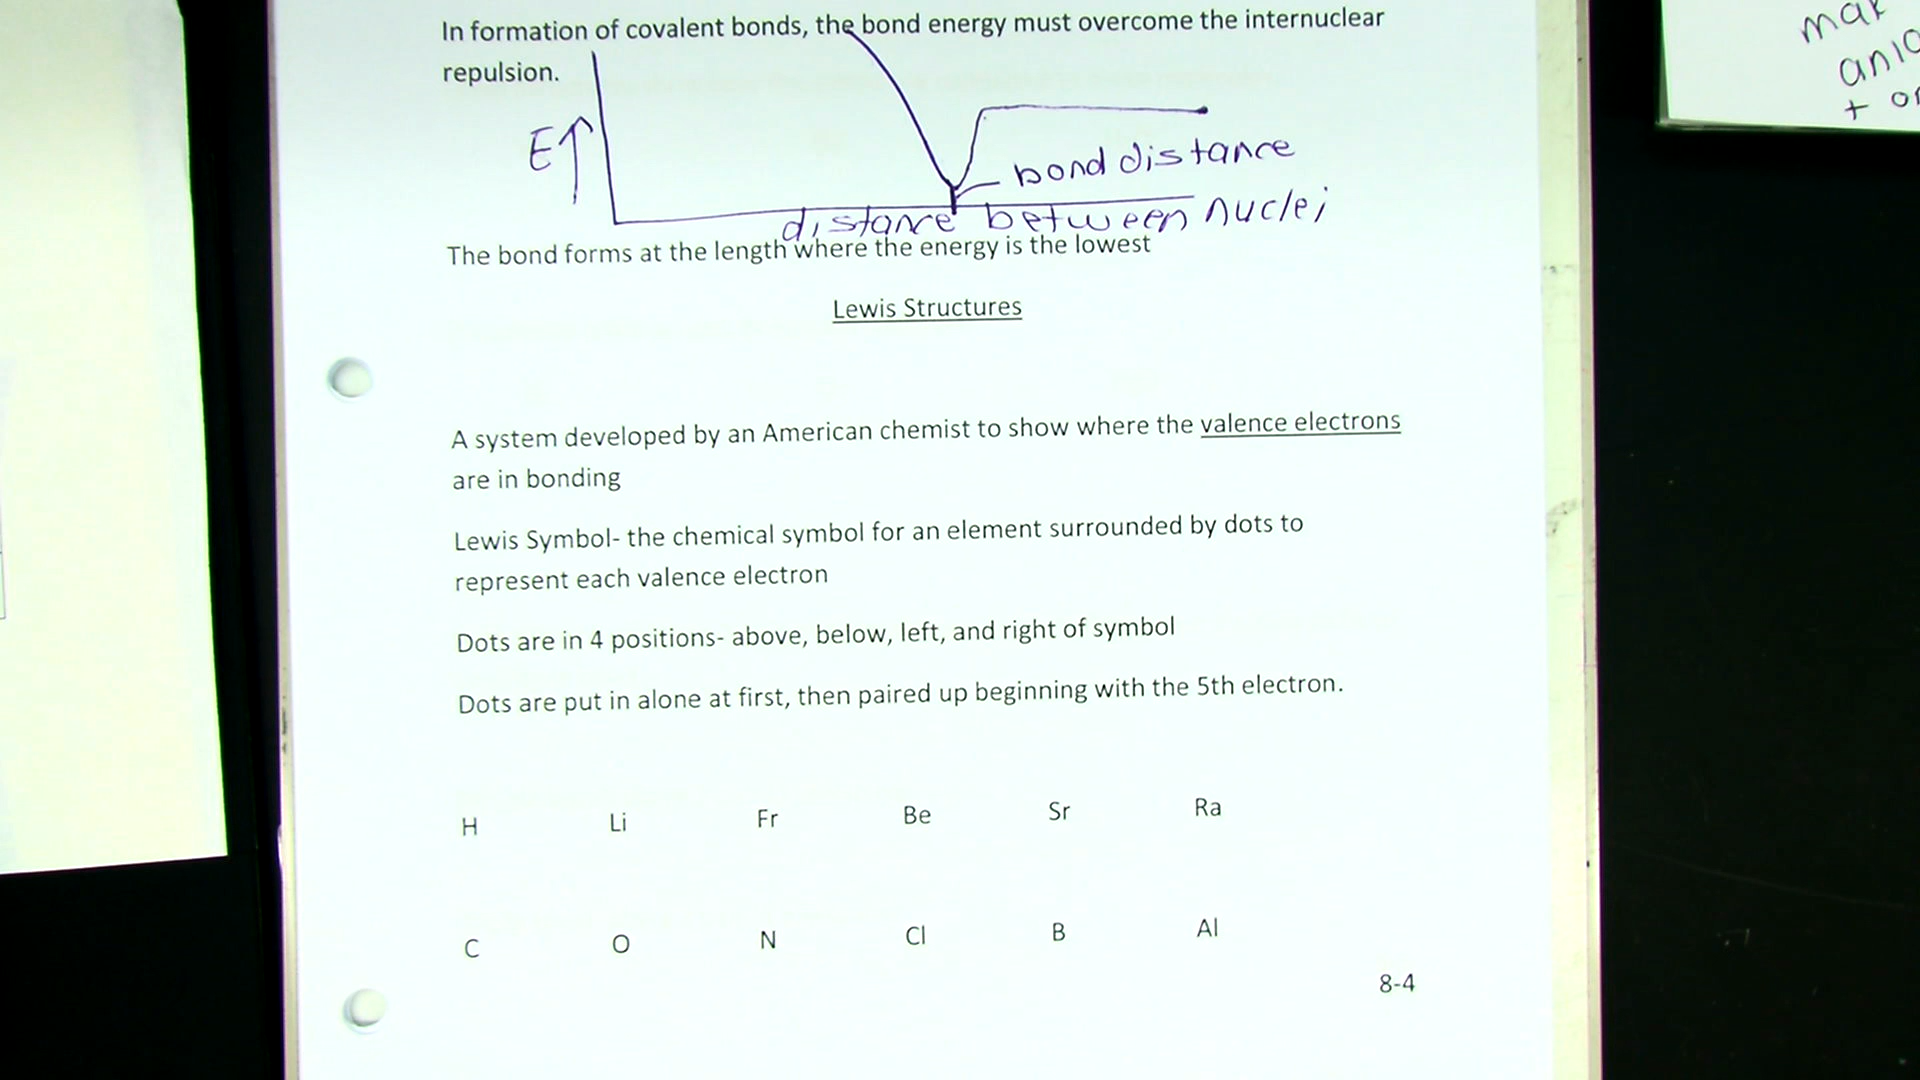 In formation of covalent bonds, the bond energy must overcome the internuclear
repulsion.
E↑
bond distance
distance between nuclei
The bond forms at the length where the energy is the lowest
Lewis Structures
A system developed by an American chemist to show where the valence electrons
are in bonding
Lewis Symbol- the chemical symbol for an element surrounded by dots to
represent each valence electron
Dots are in 4 positions- above, below, left, and right of symbol
Dots are put in alone at first, then paired up beginning with the 5th electron.
H Li Fr Be Sr Ra
C O N Cl B Al
8-4